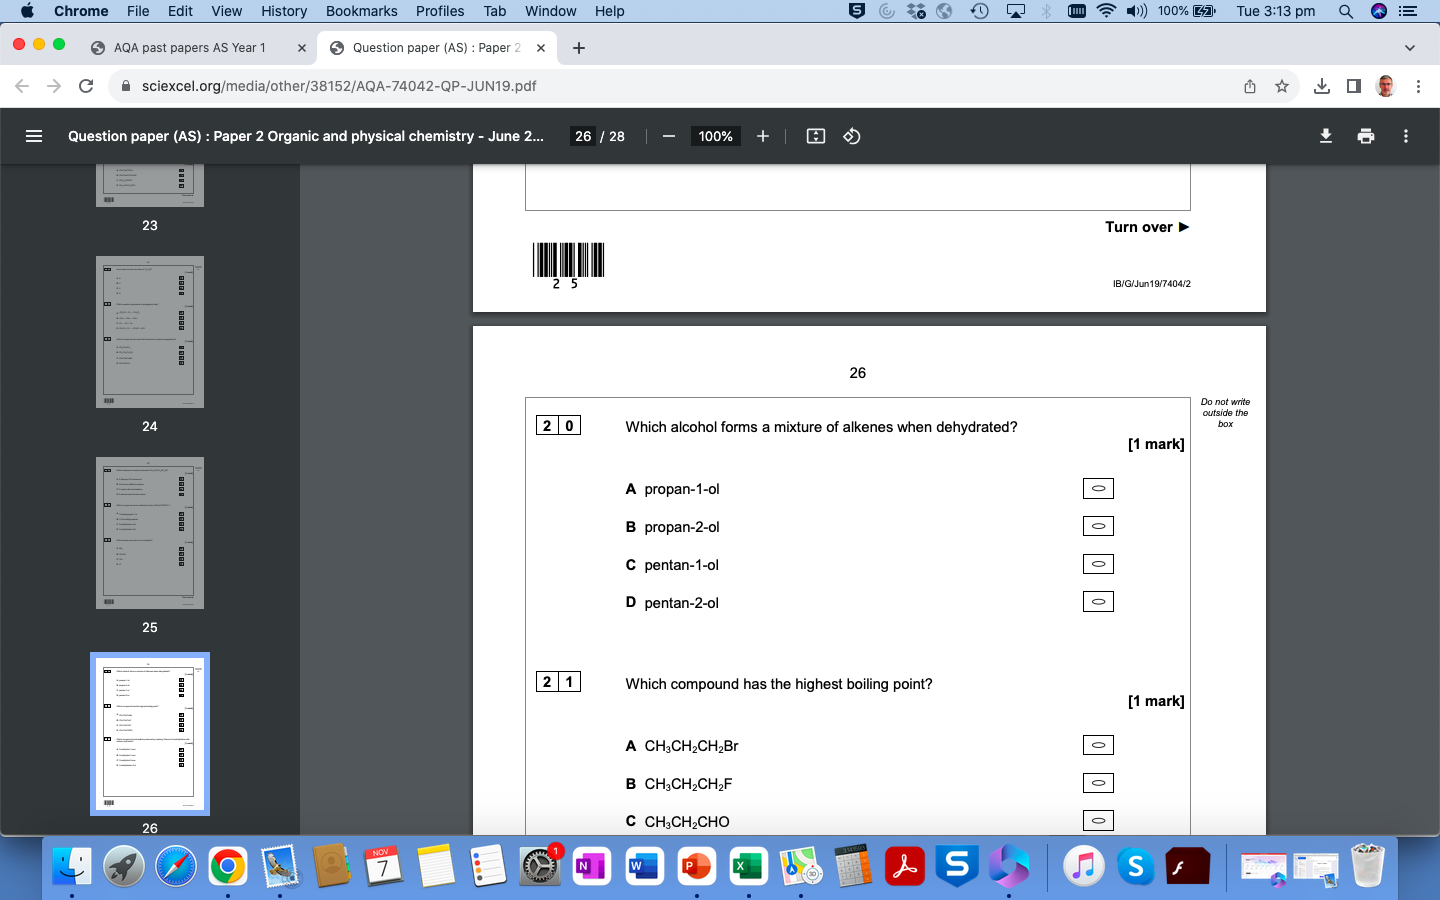 Chrome File Edit View History Bookmarks Profiles Tab Window Help 100% Tue 3:13 pm
AQA past papers AS Year 1
Question paper (AS) : Paper 2
sciexcel.org/media/other/38152/AQA-74042-QP-JUN19.pdf
Question paper (AS) : Paper 2 Organic and physical chemistry - June 2... 26 / 28 100%
23
24
25
26
Turn over ►
2 5
IB/G/Jun19/7404/2
26
Do not write
outside the
box
2 0 Which alcohol forms a mixture of alkenes when dehydrated?
[1 mark]
A propan-1-ol
B propan-2-ol
C pentan-1-ol
D pentan-2-ol
2 1 Which compound has the highest boiling point?
[1 mark]
A CH₃CH₂CH₂Br
B CH₃CH₂CH₂F
C CH₃CH₂CHO
NOV
7
1
N
W
P
X
A
3D
S
S